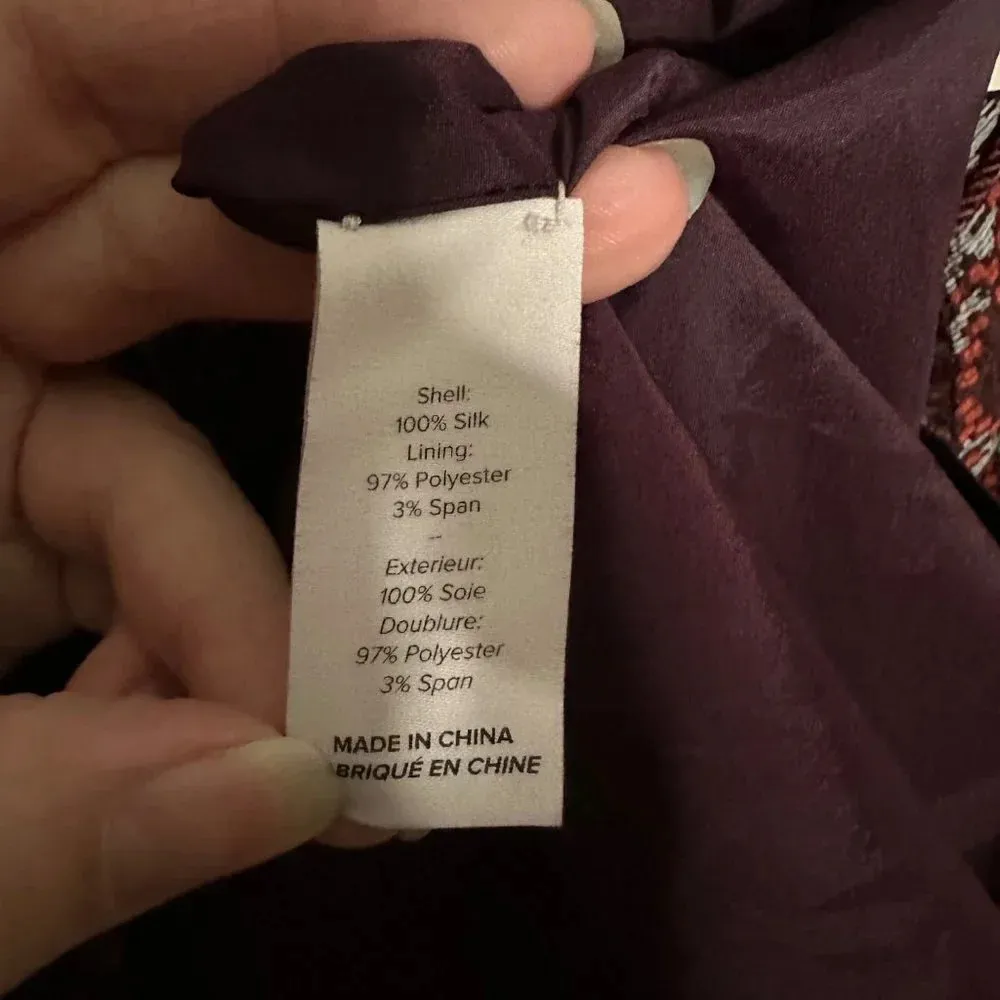 Shell:
100% Silk
Lining:
97% Polyester
3% Span
–
Exterieur:
100% Soie
Doublure:
97% Polyester
3% Span
MADE IN CHINA
BRIQUÉ EN CHINE